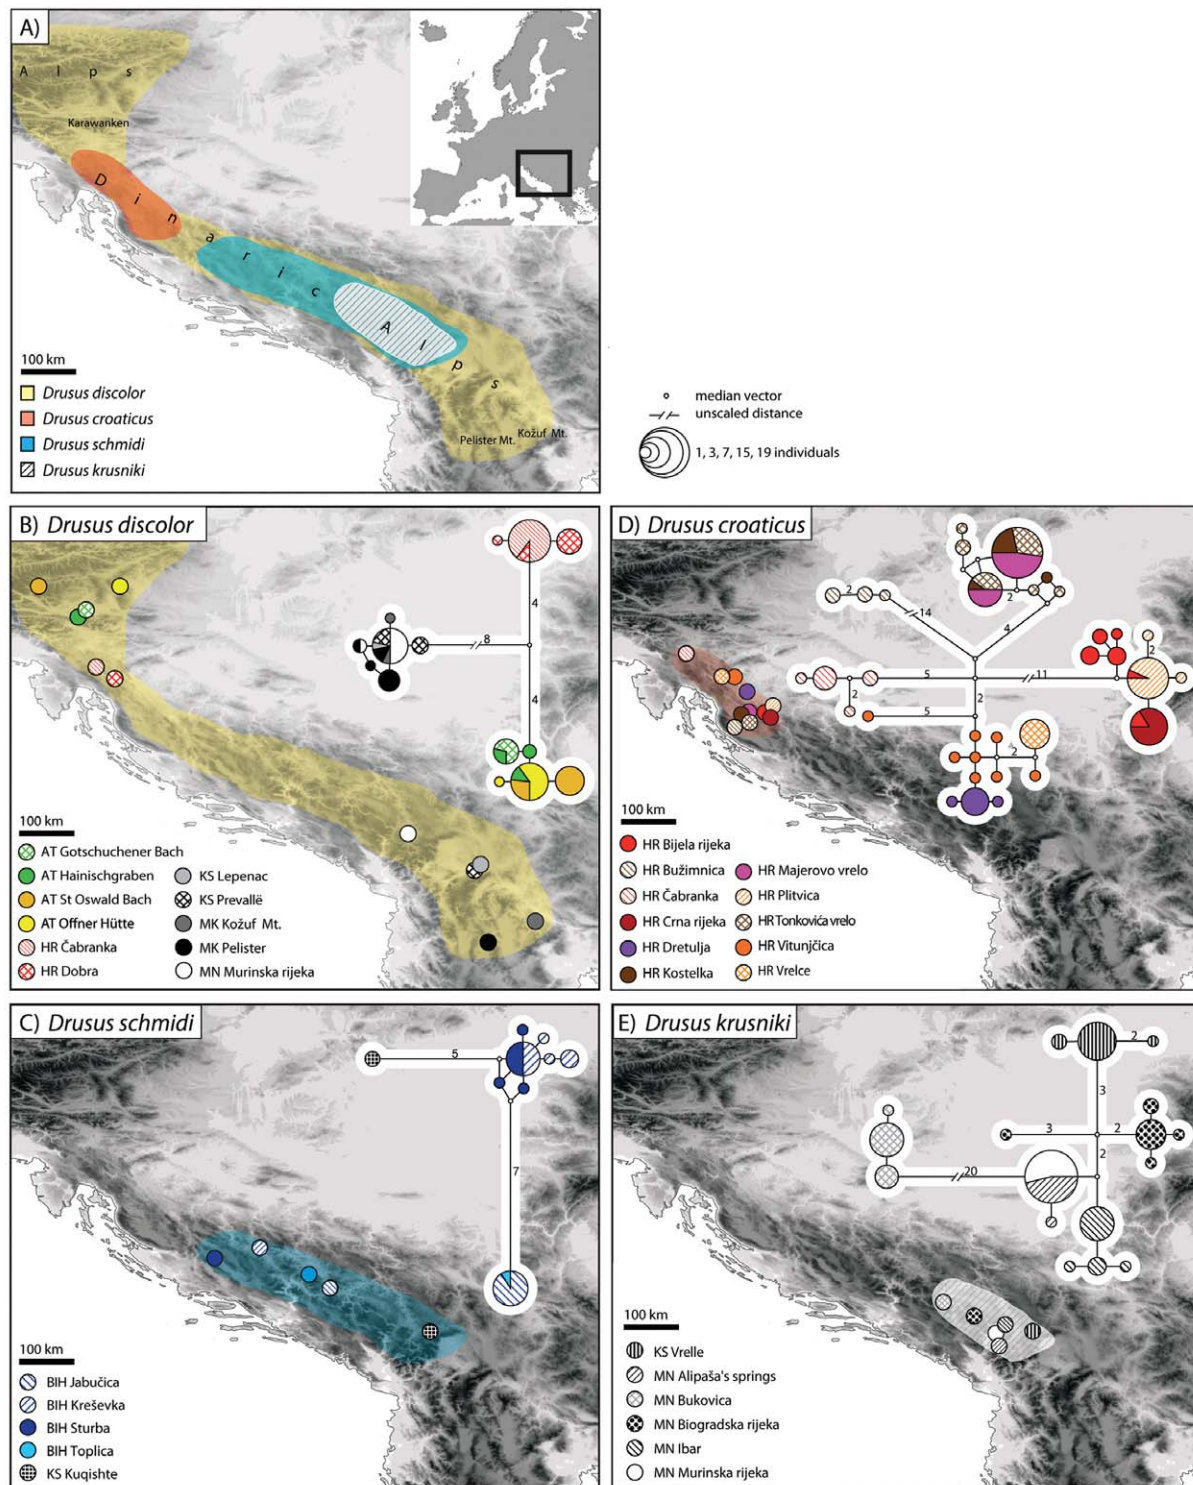 A)
A l p s
Karawanken
D i n a r i c A l p s
Pelister Mt.
Kožuf Mt.
100 km
Drusus discolor
Drusus croaticus
Drusus schmidi
Drusus krusniki
median vector
unscaled distance
1, 3, 7, 15, 19 individuals
B) Drusus discolor
4
8
4
100 km
AT Gotschuchener Bach
AT Hainischgraben
AT St Oswald Bach
AT Offner Hütte
HR Čabranka
HR Dobra
KS Lepenac
KS Prevallë
MK Kožuf Mt.
MK Pelister
MN Murinska rijeka
D) Drusus croaticus
2
14
2
4
2
5
11
2
2
5
2
100 km
HR Bijela rijeka
HR Bužimnica
HR Čabranka
HR Crna rijeka
HR Dretulja
HR Kostelka
HR Majerovo vrelo
HR Plitvica
HR Tonkovića vrelo
HR Vitunjčica
HR Vrelce
C) Drusus schmidi
5
7
100 km
BIH Jabučica
BIH Kreševka
BIH Sturba
BIH Toplica
KS Kuqishte
E) Drusus krusniki
2
3
3
2
2
20
100 km
KS Vrelle
MN Alipaša's springs
MN Bukovica
MN Biogradska rijeka
MN Ibar
MN Murinska rijeka